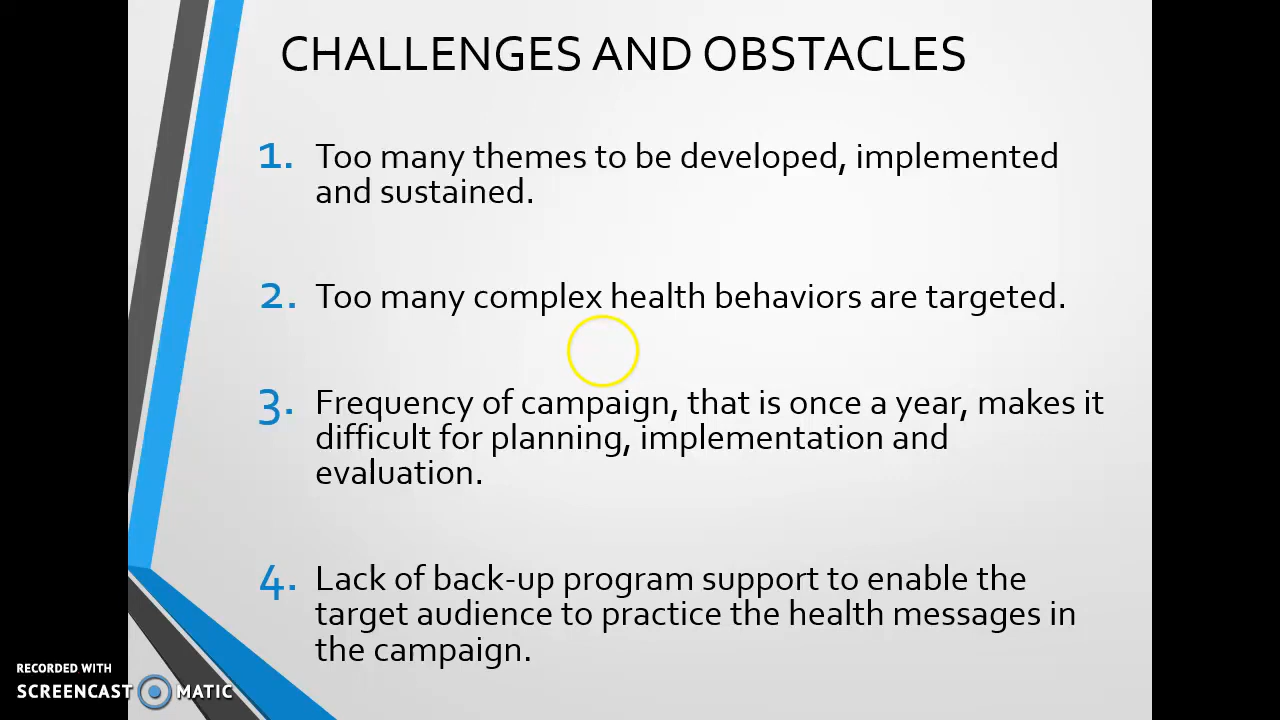 CHALLENGES AND OBSTACLES
1. Too many themes to be developed, implemented
and sustained.
2. Too many complex health behaviors are targeted.
3. Frequency of campaign, that is once a year, makes it
difficult for planning, implementation and
evaluation.
4. Lack of back-up program support to enable the
target audience to practice the health messages in
the campaign.
RECORDED WITH
SCREENCAST MATIC